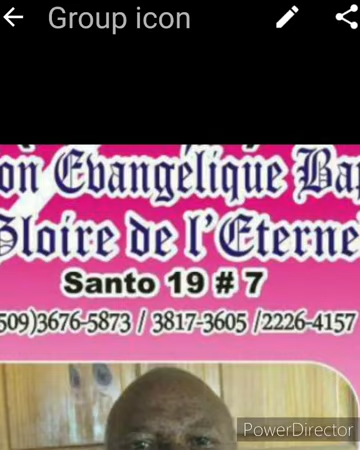 Group icon
on Evangélique Ba
Gloire de l'Eterne
Santo 19 # 7
509)3676-5873 / 3817-3605 /2226-4157
PowerDirector